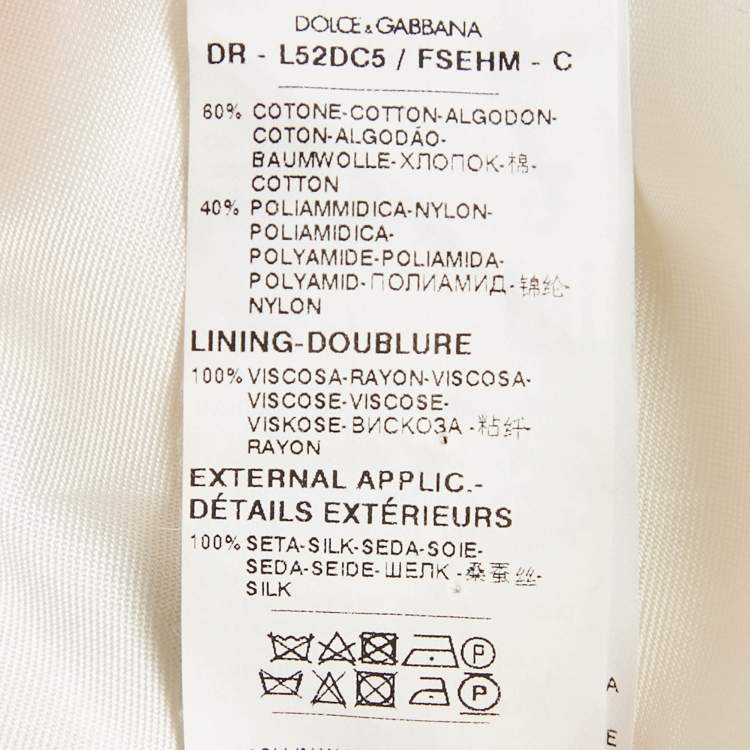 DOLCE & GABBANA
DR - L52DC5 / FSEHM - C
60% COTONE-COTTON-ALGODON-
COTON-ALGODÃO-
BAUMWOLLE-ХЛОПОК-棉-
COTTON
40% POLIAMMIDICA-NYLON-
POLIAMIDICA-
POLYAMIDE-POLIAMIDA-
POLYAMID-ПОЛИАМИД-锦纶-
NYLON
LINING-DOUBLURE
100% VISCOSA-RAYON-VISCOSA-
VISCOSE-VISCOSE-
VISKOSE-ВИСКОЗА -粘纤-
RAYON
EXTERNAL APPLIC.-
DÉTAILS EXTÉRIEURS
100% SETA-SILK-SEDA-SOIE-
SEDA-SEIDE-ШЕЛК -桑蚕丝-
SILK
P
P
A
E